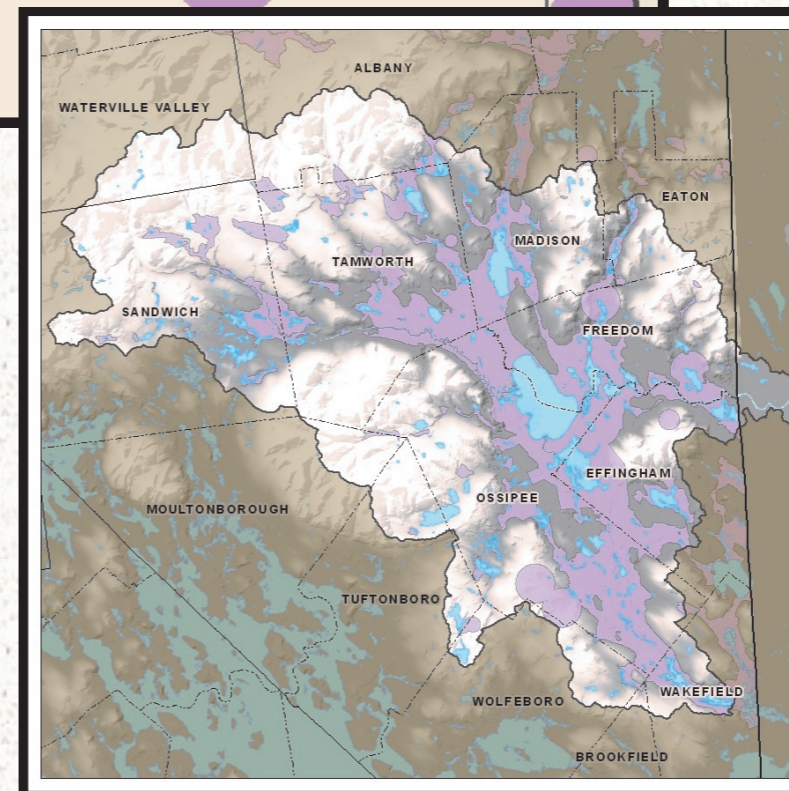 ALBANY
WATERVILLE VALLEY
EATON
MADISON
TAMWORTH
SANDWICH
FREEDOM
EFFINGHAM
OSSIPEE
MOULTONBOROUGH
TUFTONBORO
WAKEFIELD
WOLFEBORO
BROOKFIELD